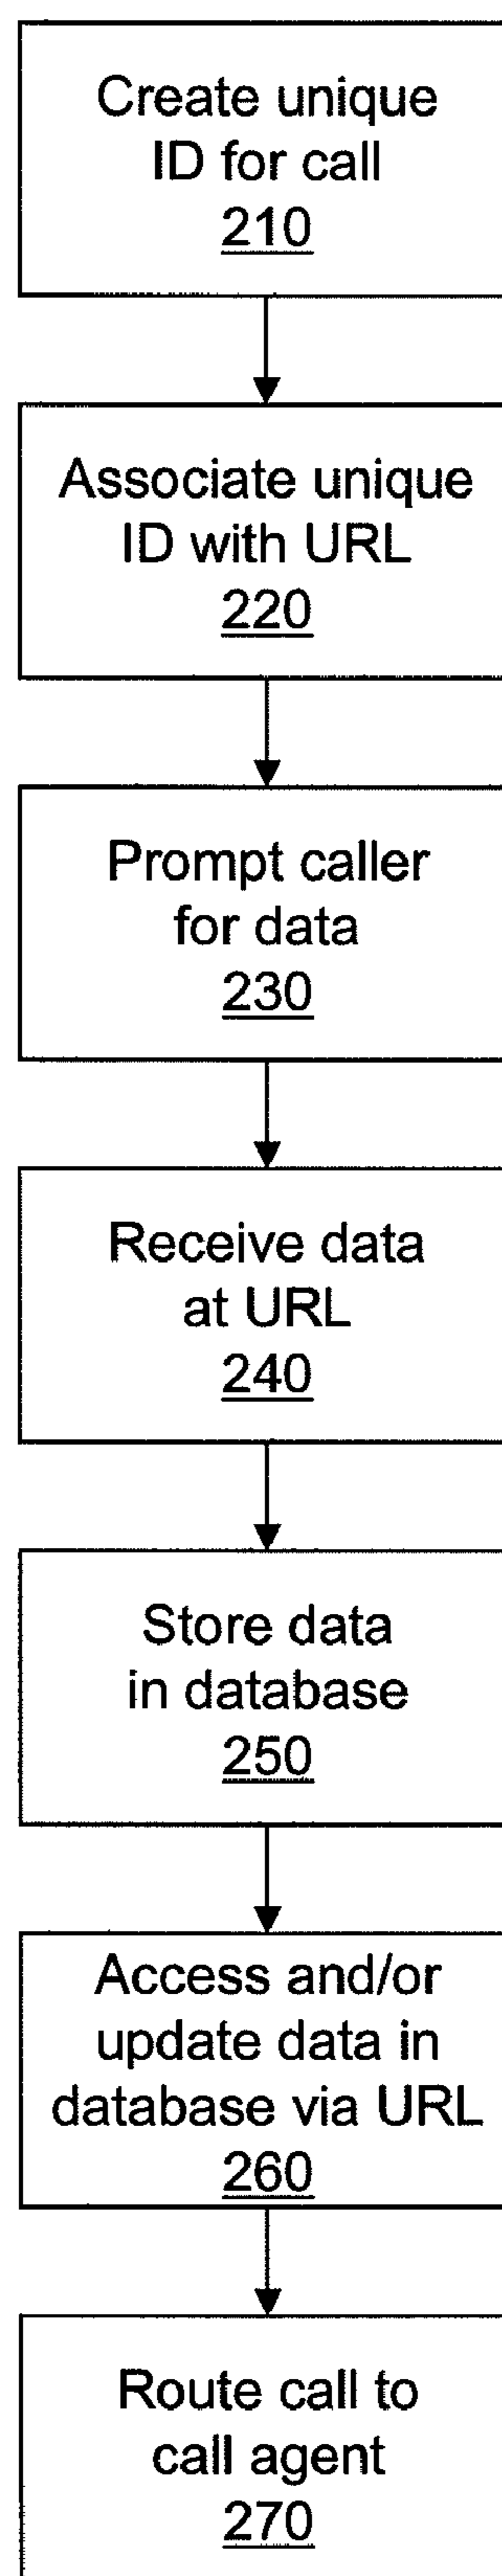 Create unique
ID for call
210
Associate unique
ID with URL
220
Prompt caller
for data
230
Receive data
at URL
240
Store data
in database
250
Access and/or
update data in
database via URL
260
Route call to
call agent
270